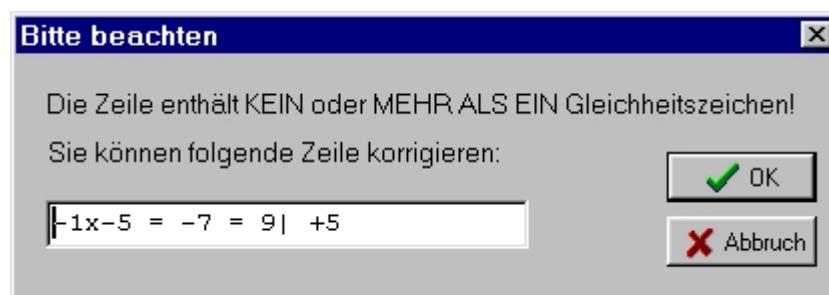 Bitte beachten
Die Zeile enthält KEIN oder MEHR ALS EIN Gleichheitszeichen!
Sie können folgende Zeile korrigieren:
OK
-1x-5 = -7 = 9| +5
Abbruch